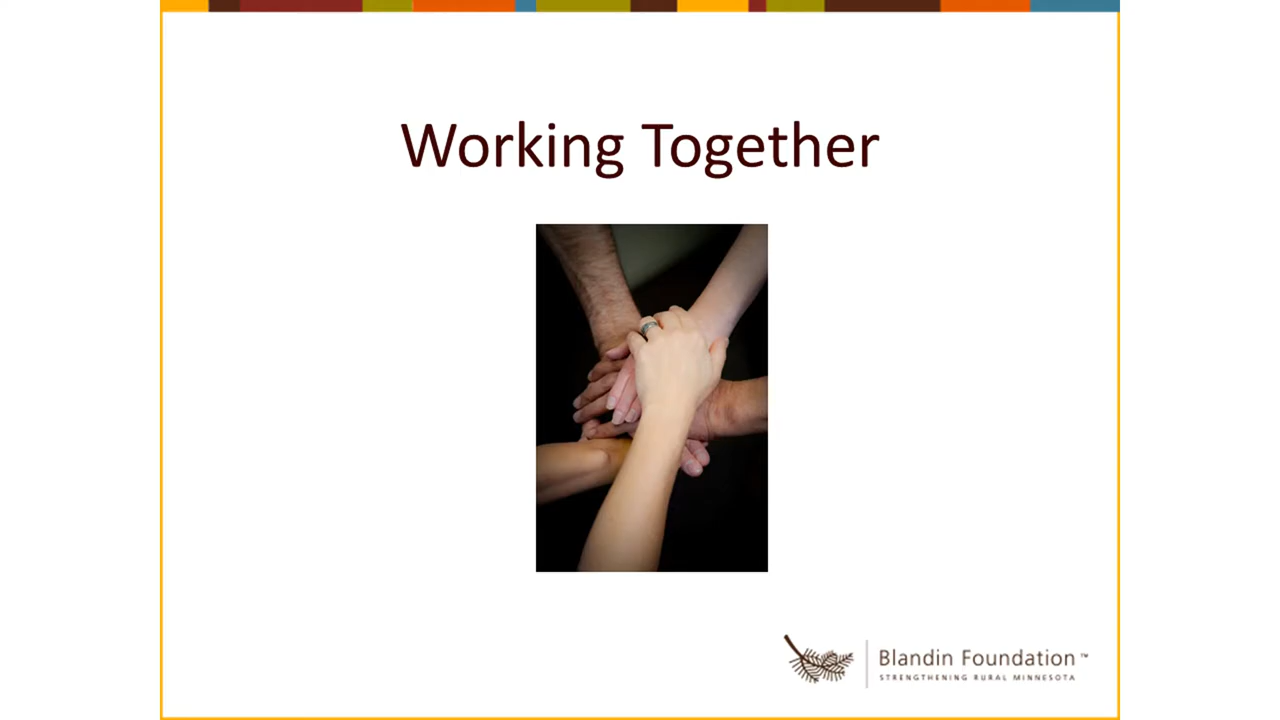 Working Together
Blandin Foundation™
STRENGTHENING RURAL MINNESOTA